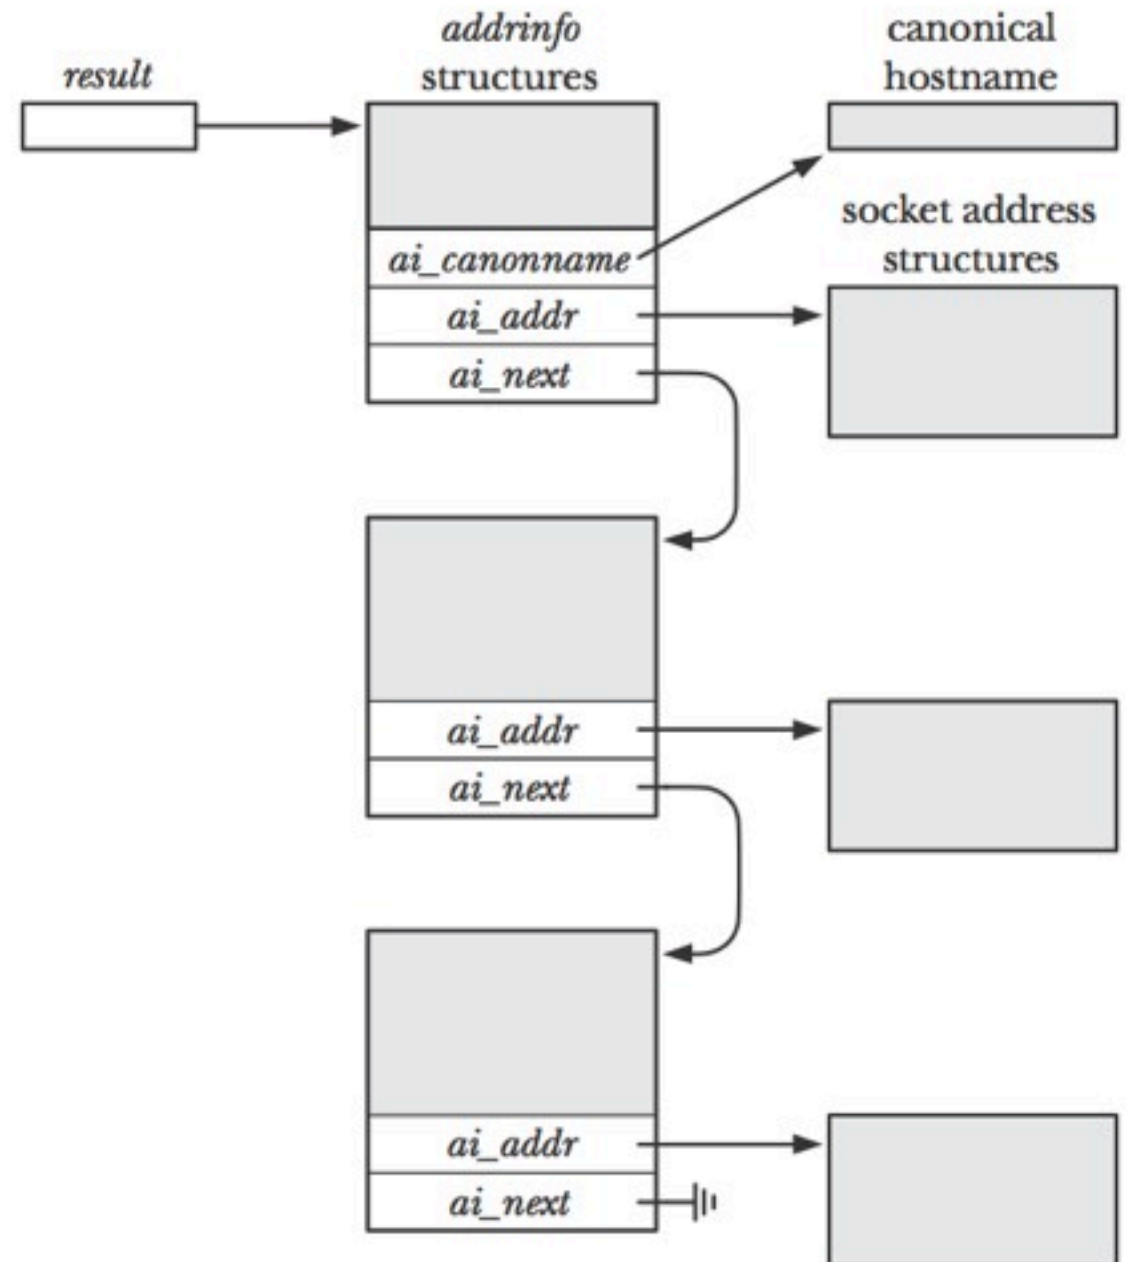 result
addrinfo
structures
canonical
hostname
ai_canonname
socket address
structures
ai_addr
ai_next
ai_addr
ai_next
ai_addr
ai_next